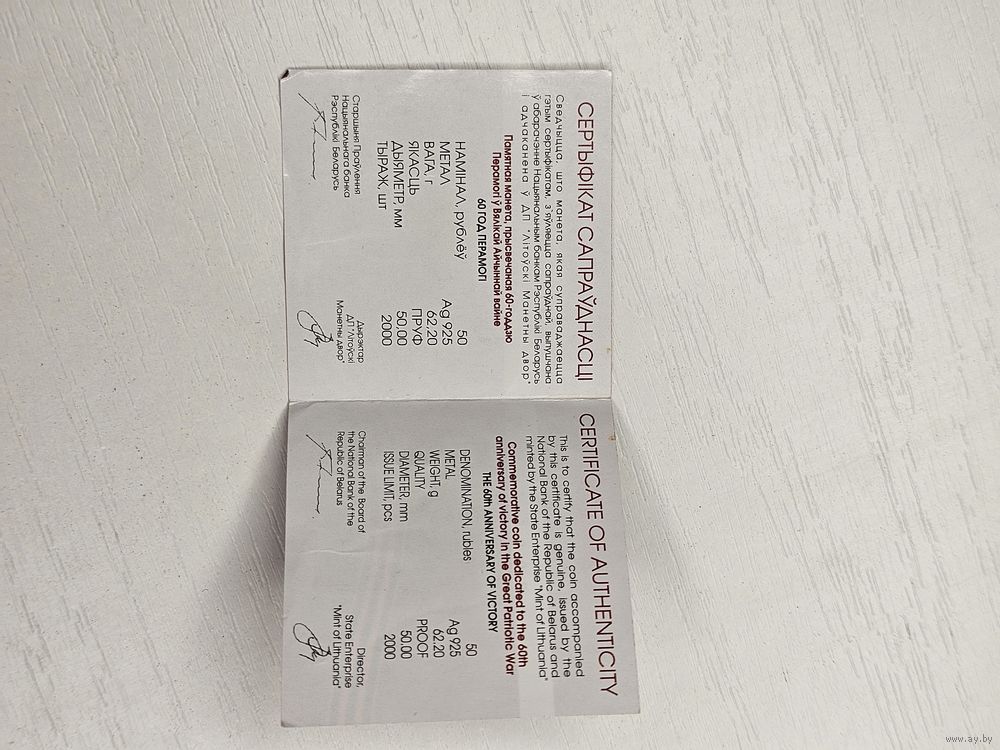 СЕРТЫФІКАТ САПРАЎДНАСЦІ
Сведчыцца, што манета, якая суправаджаецца
гэтым сертыфікатам, з'яўляецца сапраўднай, выпушчана
ў абарачэнне Нацыянальным банкам Рэспублікі Беларусь
і адчаканена ў ДП "Літоўскі Манетны двор"
Памятная манета, прысвечаная 60-годдзю
Перамогі ў Вялікай Айчыннай вайне
60 ГОД ПЕРАМОГІ
НАМІНАЛ, рублёў 50
МЕТАЛ Ag 925
ВАГА, г 62.20
ЯКАСЦЬ ПРУФ
ДЫЯМЕТР, мм 50,00
ТЫРАЖ, шт 2000
Старшыня Праўлення
Нацыянальнага банка
Рэспублікі Беларусь
Дырэктар
ДП "Літоўскі
Манетны двор"
CERTIFICATE OF AUTHENTICITY
This is to certify that the coin accompanied
by this certificate is genuine, issued by the
National Bank of the Republic of Belarus and
minted by the State Enterprise "Mint of Lithuania"
Commemorative coin dedicated to the 60th
anniversary of victory in the Great Patriotic War
THE 60th ANNIVERSARY OF VICTORY
DENOMINATION, rubles 50
METAL Ag 925
WEIGHT, g 62.20
QUALITY PROOF
DIAMETER, mm 50.00
ISSUE LIMIT, pcs 2000
Chairman of the Board of
the National Bank of the
Republic of Belarus
Director,
State Enterprise
"Mint of Lithuania"
www.ay.by